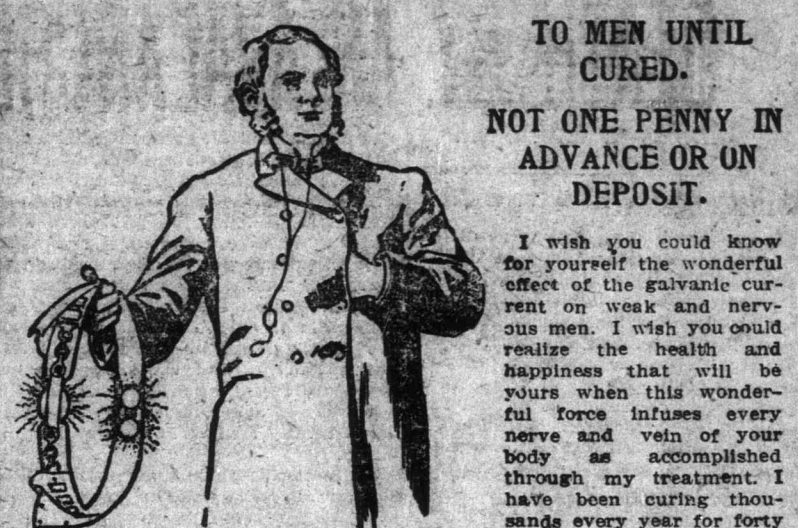 TO MEN UNTIL
CURED.
NOT ONE PENNY IN
ADVANCE OR ON
DEPOSIT.
I wish you could know
for yourself the wonderful
effect of the galvanic cur-
rent on weak and nerv-
ous men. I wish you could
realize the health and
happiness that will be
yours when this wonder-
ful force infuses every
nerve and vein of your
body as accomplished
through my treatment. I
have been curing thou-
sands every year for forty